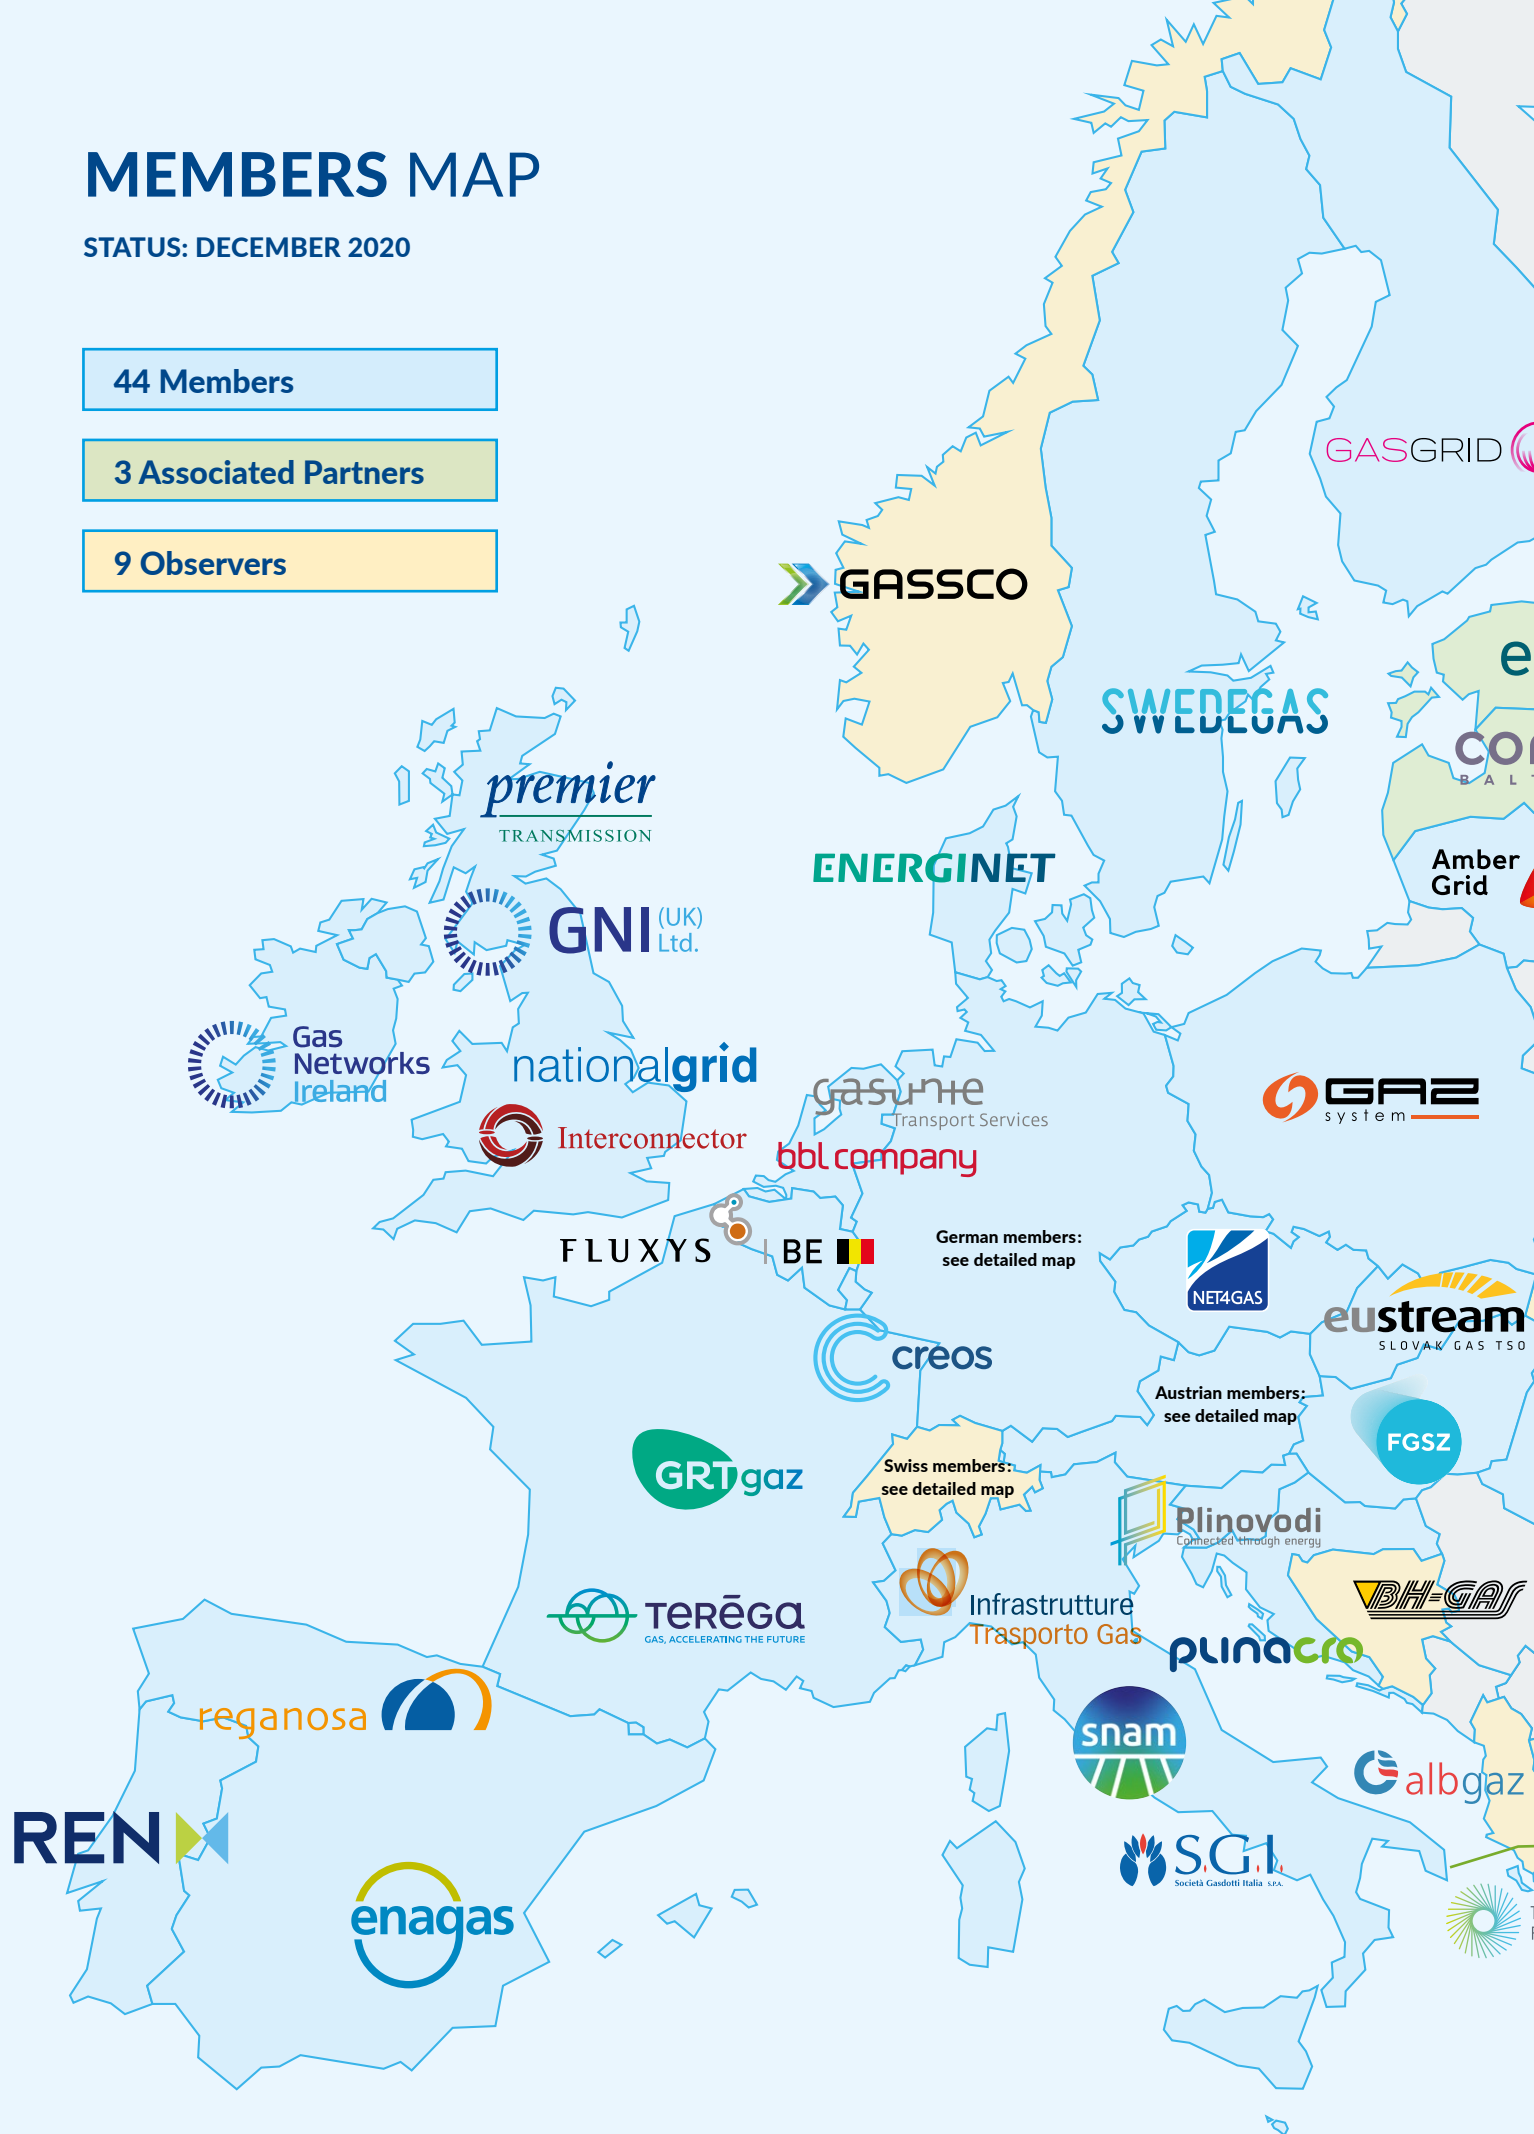 MEMBERS MAP
STATUS: DECEMBER 2020
44 Members
3 Associated Partners
9 Observers
GASGRID
GASSCO
e
SWEDEGAS
CO
BALT
premier
TRANSMISSION
ENERGINET
Amber
Grid
GNI (UK)
Ltd.
Gas
Networks
Ireland
nationalgrid
gasunie
Transport Services
GAZ
system
Interconnector
bbl company
FLUXYS | BE
German members:
see detailed map
NET4GAS
eustream
SLOVAK GAS TSO
creos
Austrian members:
see detailed map
FGSZ
GRTgaz
Swiss members:
see detailed map
Plinovodi
Connected through energy
Infrastrutture
Trasporto Gas
BH-GAS
TERĒGA
GAS, ACCELERATING THE FUTURE
PLINACRO
reganosa
snam
albgaz
REN
S.G.I.
Società Gasdotti Italia S.P.A.
enagas